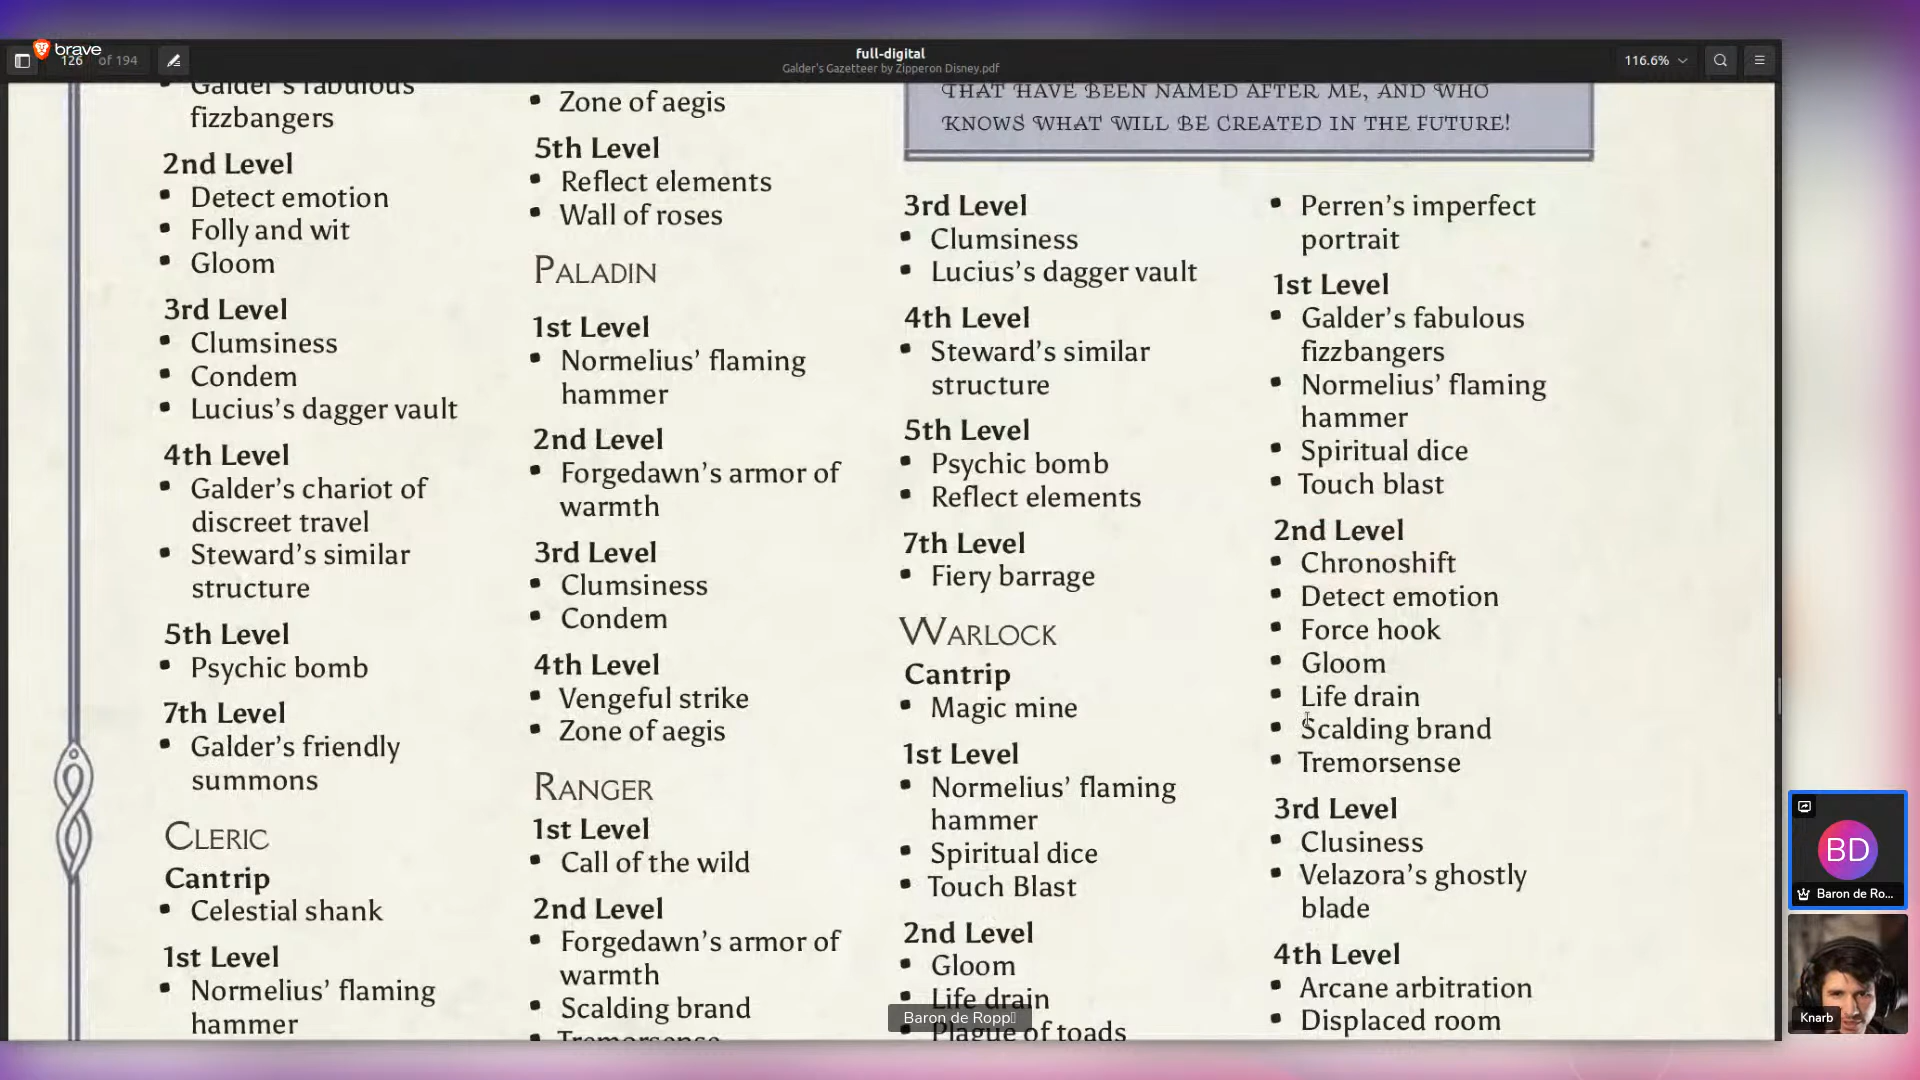 brave
126 of 194
full-digital
Galder's Gazetteer by Zipperon Disney.pdf
116.6%
Galder's fabulous
fizzbangers
2nd Level
Detect emotion
Folly and wit
Gloom
3rd Level
Clumsiness
Condem
Lucius's dagger vault
4th Level
Galder's chariot of
discreet travel
Steward's similar
structure
5th Level
Psychic bomb
7th Level
Galder's friendly
summons
Cleric
Cantrip
Celestial shank
1st Level
Normelius' flaming
hammer
Zone of aegis
5th Level
Reflect elements
Wall of roses
Paladin
1st Level
Normelius' flaming
hammer
2nd Level
Forgedawn's armor of
warmth
3rd Level
Clumsiness
Condem
4th Level
Vengeful strike
Zone of aegis
Ranger
1st Level
Call of the wild
2nd Level
Forgedawn's armor of
warmth
Scalding brand
Tremorsense
THAT HAVE BEEN NAMED AFTER ME, AND WHO
KNOWS WHAT WILL BE CREATED IN THE FUTURE!
3rd Level
Clumsiness
Lucius's dagger vault
4th Level
Steward's similar
structure
5th Level
Psychic bomb
Reflect elements
7th Level
Fiery barrage
Warlock
Cantrip
Magic mine
1st Level
Normelius' flaming
hammer
Spiritual dice
Touch Blast
2nd Level
Gloom
Life drain
Plague of toads
Perren's imperfect
portrait
1st Level
Galder's fabulous
fizzbangers
Normelius' flaming
hammer
Spiritual dice
Touch blast
2nd Level
Chronoshift
Detect emotion
Force hook
Gloom
Life drain
Scalding brand
Tremorsense
3rd Level
Clusiness
Velazora's ghostly
blade
4th Level
Arcane arbitration
Displaced room
Baron de Ropp
BD
Baron de Ro...
Knarb